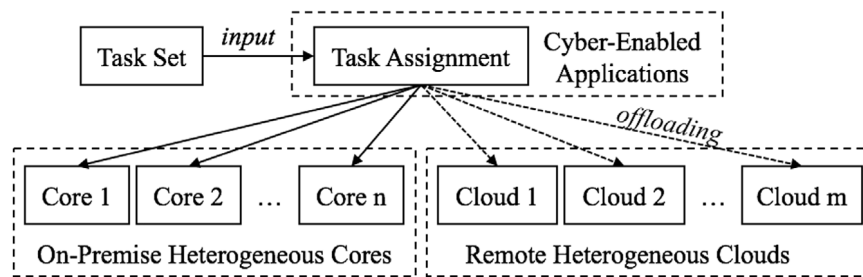 Task Set
input
Task Assignment
Cyber-Enabled
Applications
offloading
Core 1
Core 2
...
Core n
Cloud 1
Cloud 2
...
Cloud m
On-Premise Heterogeneous Cores
Remote Heterogeneous Clouds